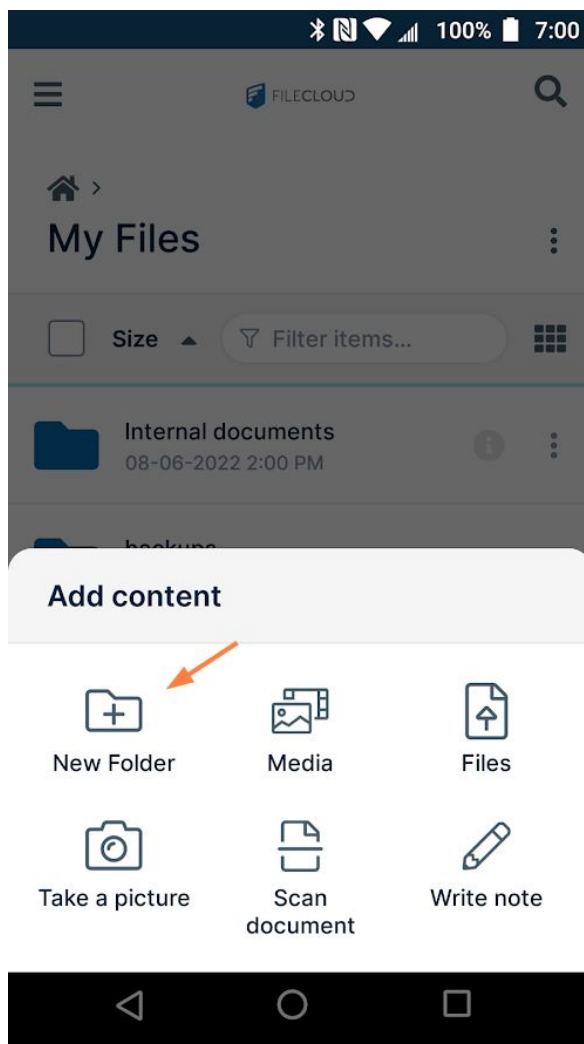 100% 7:00
FILECLOUD
My Files
Size Filter items...
Internal documents
08-06-2022 2:00 PM
backups
Add content
New Folder Media Files
Take a picture Scan document Write note